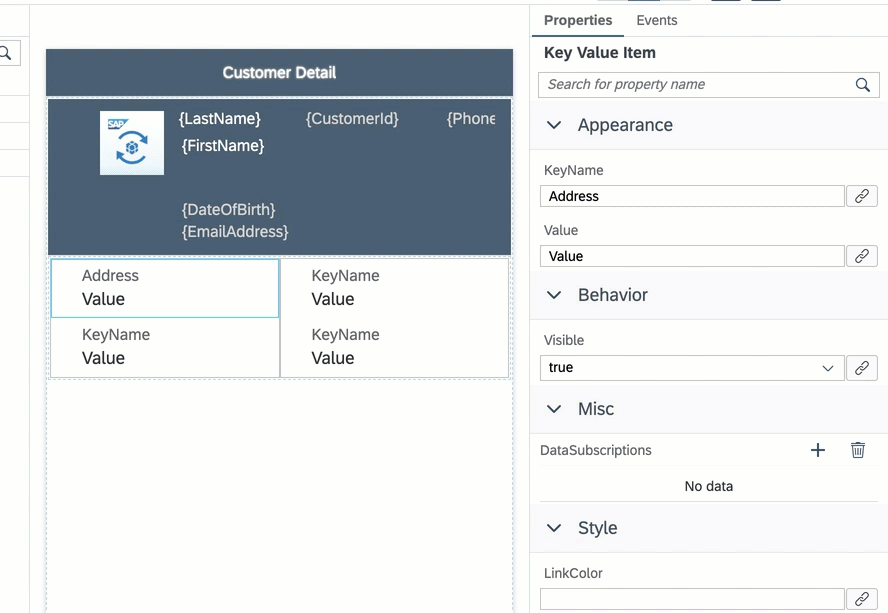 Customer Detail
SAP
{LastName}
{CustomerId}
{Phone
{FirstName}
{DateOfBirth}
{EmailAddress}
Address
Value
KeyName
Value
KeyName
Value
KeyName
Value
Properties
Events
Key Value Item
Search for property name
Appearance
KeyName
Address
Value
Value
Behavior
Visible
true
Misc
DataSubscriptions
No data
Style
LinkColor